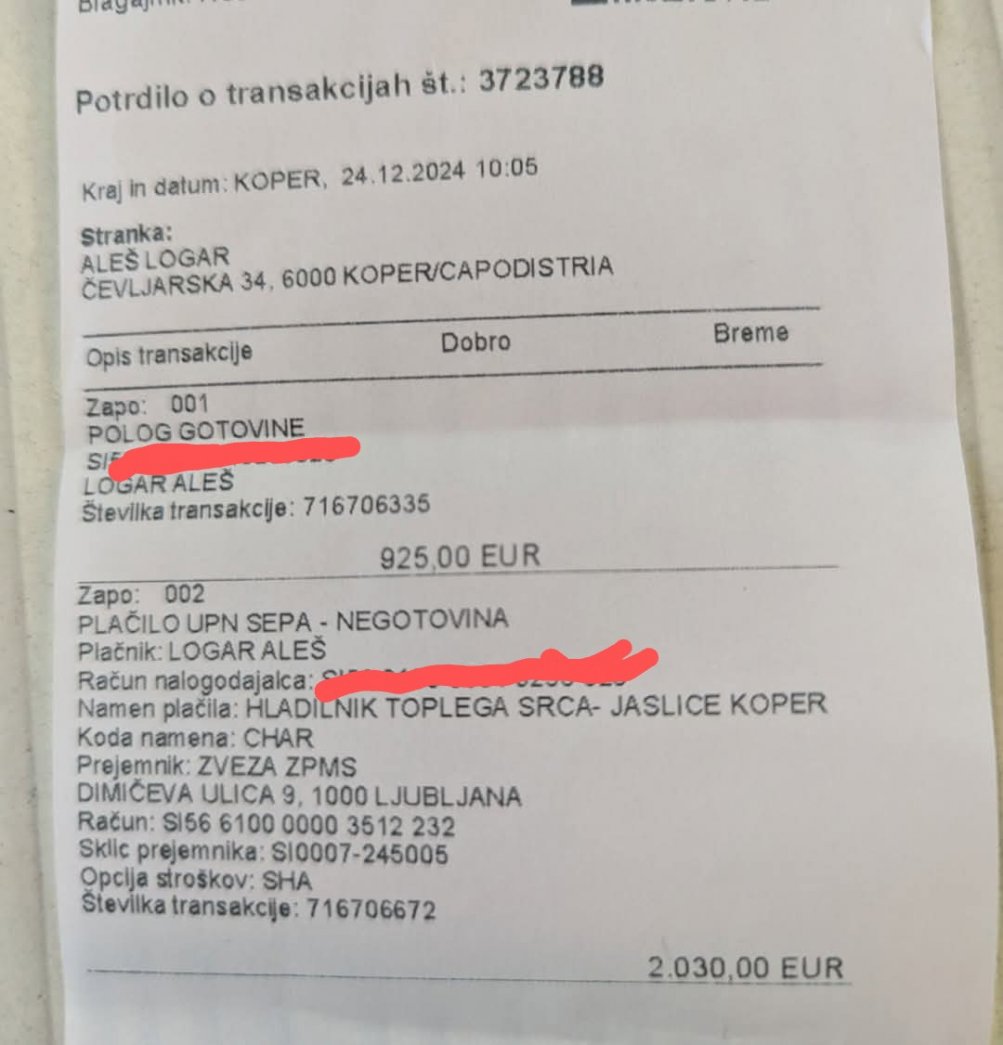 Potrdilo o transakcijah št.: 3723788
Kraj in datum: KOPER, 24.12.2024 10:05
Stranka:
ALEŠ LOGAR
ČEVLJARSKA 34, 6000 KOPER/CAPODISTRIA
Opis transakcije Dobro Breme
Zapo: 001
POLOG GOTOVINE
LOGAR ALEŠ
Številka transakcije: 716706335
925,00 EUR
Zapo: 002
PLAČILO UPN SEPA - NEGOTOVINA
Plačnik: LOGAR ALEŠ
Račun nalogodajalca:
Namen plačila: HLADILNIK TOPLEGA SRCA- JASLICE KOPER
Koda namena: CHAR
Prejemnik: ZVEZA ZPMS
DIMIČEVA ULICA 9, 1000 LJUBLJANA
Račun: SI56 6100 0000 3512 232
Sklic prejemnika: SI0007-245005
Opcija stroškov: SHA
Številka transakcije: 716706672
2.030,00 EUR